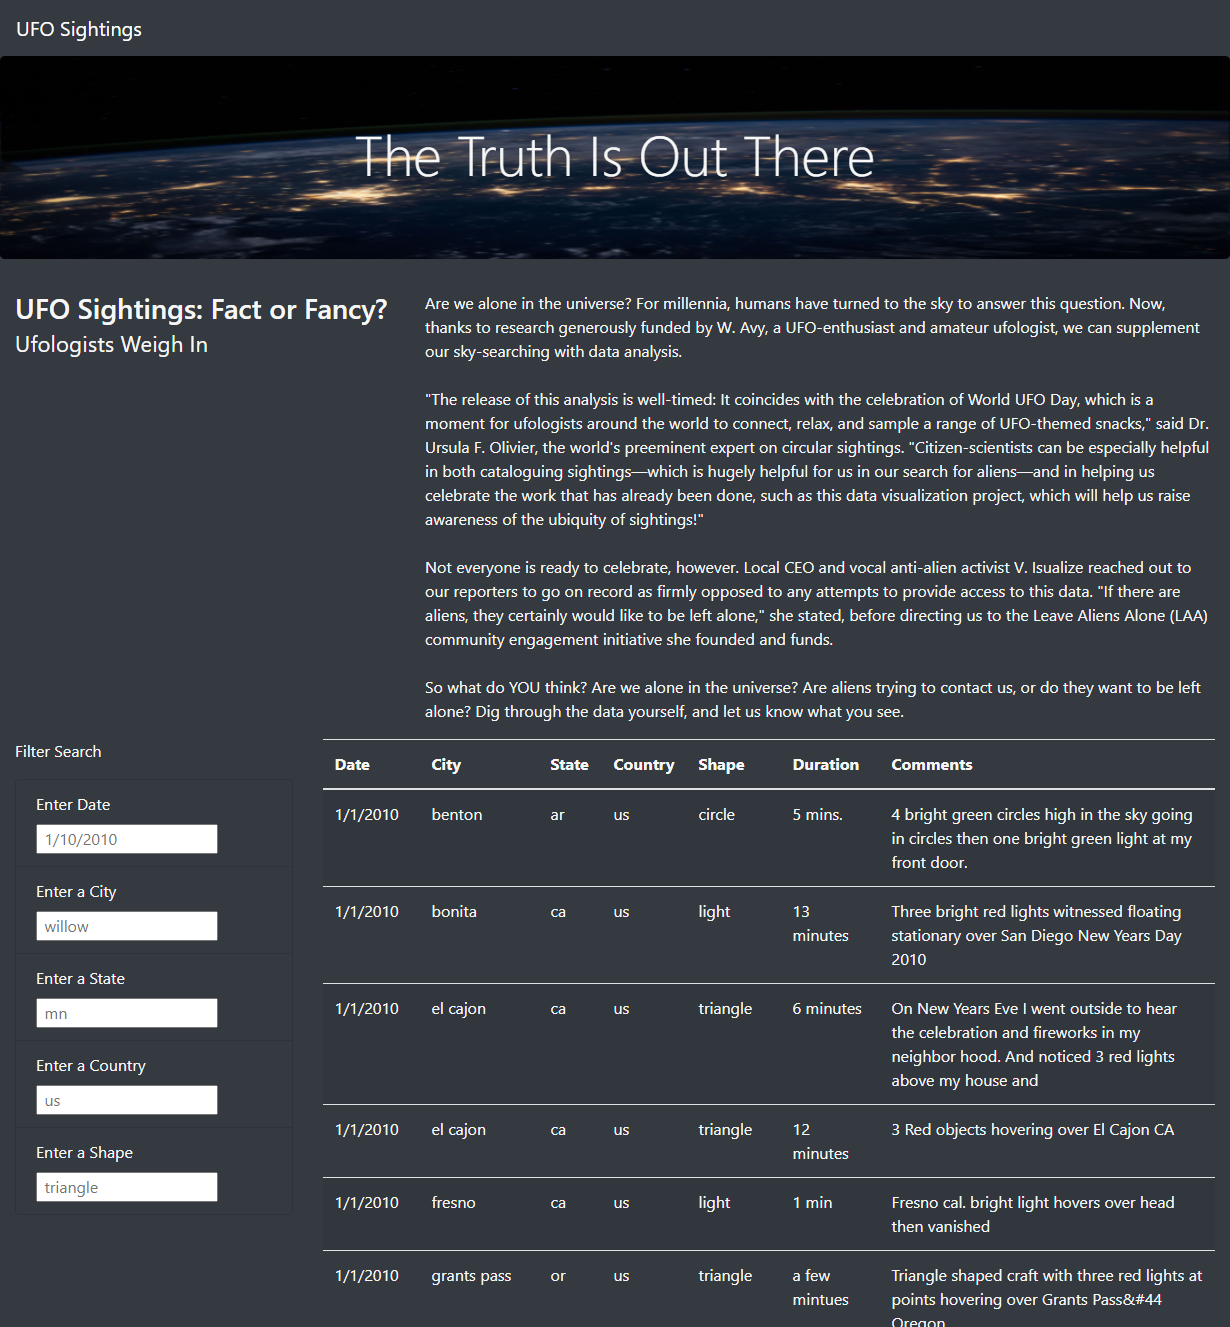 UFO Sightings
The Truth Is Out There
UFO Sightings: Fact or Fancy?
Ufologists Weigh In
Are we alone in the universe? For millennia, humans have turned to the sky to answer this question. Now,
thanks to research generously funded by W. Avy, a UFO-enthusiast and amateur ufologist, we can supplement
our sky-searching with data analysis.
"The release of this analysis is well-timed: It coincides with the celebration of World UFO Day, which is a
moment for ufologists around the world to connect, relax, and sample a range of UFO-themed snacks," said Dr.
Ursula F. Olivier, the world's preeminent expert on circular sightings. "Citizen-scientists can be especially helpful
in both cataloguing sightings—which is hugely helpful for us in our search for aliens—and in helping us
celebrate the work that has already been done, such as this data visualization project, which will help us raise
awareness of the ubiquity of sightings!"
Not everyone is ready to celebrate, however. Local CEO and vocal anti-alien activist V. Isualize reached out to
our reporters to go on record as firmly opposed to any attempts to provide access to this data. "If there are
aliens, they certainly would like to be left alone," she stated, before directing us to the Leave Aliens Alone (LAA)
community engagement initiative she founded and funds.
So what do YOU think? Are we alone in the universe? Are aliens trying to contact us, or do they want to be left
alone? Dig through the data yourself, and let us know what you see.
Filter Search
Enter Date
1/10/2010
Enter a City
willow
Enter a State
mn
Enter a Country
us
Enter a Shape
triangle
Date City State Country Shape Duration Comments
1/1/2010 benton ar us circle 5 mins. 4 bright green circles high in the sky going
in circles then one bright green light at my
front door.
1/1/2010 bonita ca us light 13 Three bright red lights witnessed floating
minutes stationary over San Diego New Years Day
2010
1/1/2010 el cajon ca us triangle 6 minutes On New Years Eve I went outside to hear
the celebration and fireworks in my
neighbor hood. And noticed 3 red lights
above my house and
1/1/2010 el cajon ca us triangle 12 3 Red objects hovering over El Cajon CA
minutes
1/1/2010 fresno ca us light 1 min Fresno cal. bright light hovers over head
then vanished
1/1/2010 grants pass or us triangle a few Triangle shaped craft with three red lights at
mintues points hovering over Grants Pass&#44
Oregon